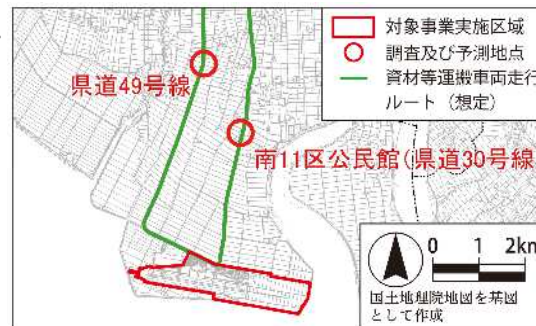 対象事業実施区域
調査及び予測地点
資材等運搬車両走行
ルート（想定）
県道49号線
南11区公民館(県道30号線
0 1 2km
国土地理院地図を基図
として作成